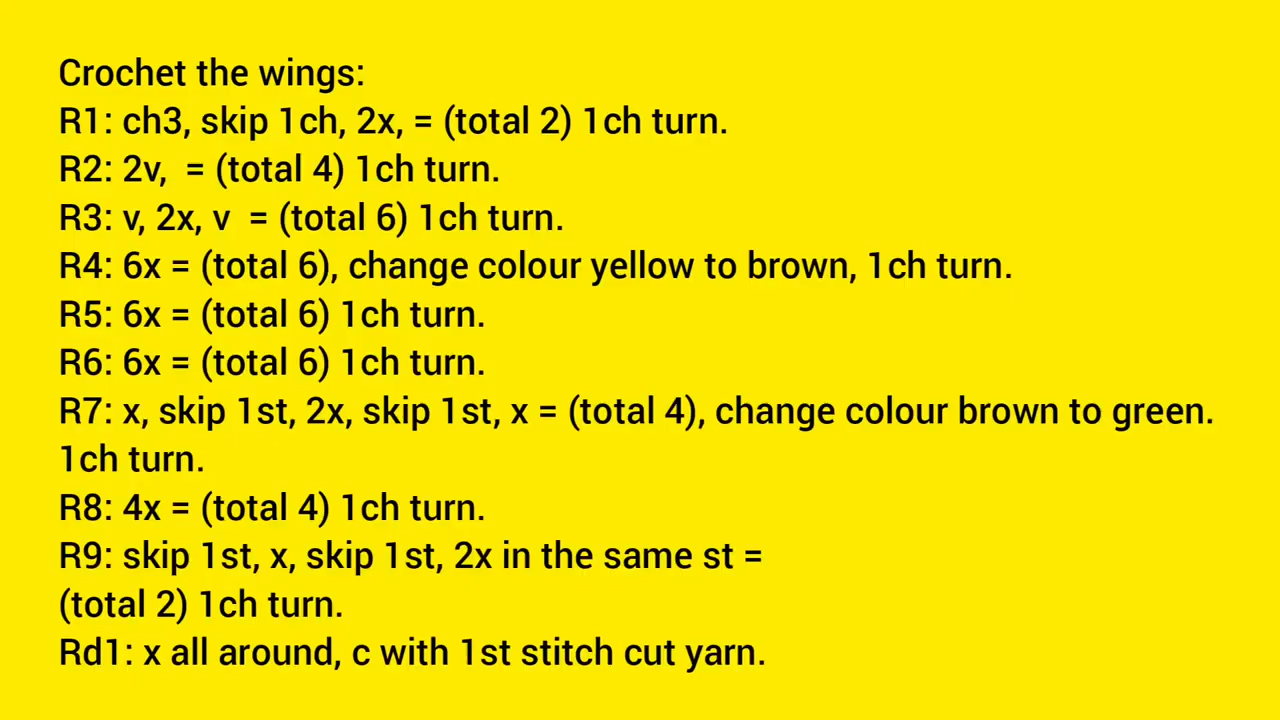 Crochet the wings:
R1: ch3, skip 1ch, 2x, = (total 2) 1ch turn.
R2: 2v,  = (total 4) 1ch turn.
R3: v, 2x, v  = (total 6) 1ch turn.
R4: 6x = (total 6), change colour yellow to brown, 1ch turn.
R5: 6x = (total 6) 1ch turn.
R6: 6x = (total 6) 1ch turn.
R7: x, skip 1st, 2x, skip 1st, x = (total 4), change colour brown to green.
1ch turn.
R8: 4x = (total 4) 1ch turn.
R9: skip 1st, x, skip 1st, 2x in the same st =
(total 2) 1ch turn.
Rd1: x all around, c with 1st stitch cut yarn.